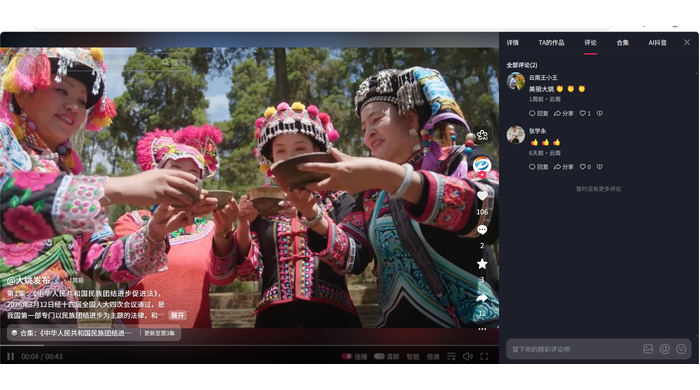 搜索
@大姚发布 · 1周前
第1集：《中华人民共和国民族团结进步促进法》，
2026年3月12日经十四届全国人大四次会议通过，是
我国第一部专门以民族团结进步为主题的法律，和… 展开
合集：《中华人民共和国民族团结进… | 更新至第3集
106
2
3
12
00:04 / 00:43
连播 清屏 智能 倍速
详情 TA的作品 评论 合集 AI抖音
全部评论(2)
云南王小王
美丽大姚
1周前 · 云南
回复 分享 1
张学永
6天前 · 云南
回复 分享 0
暂时没有更多评论
留下你的精彩评论吧